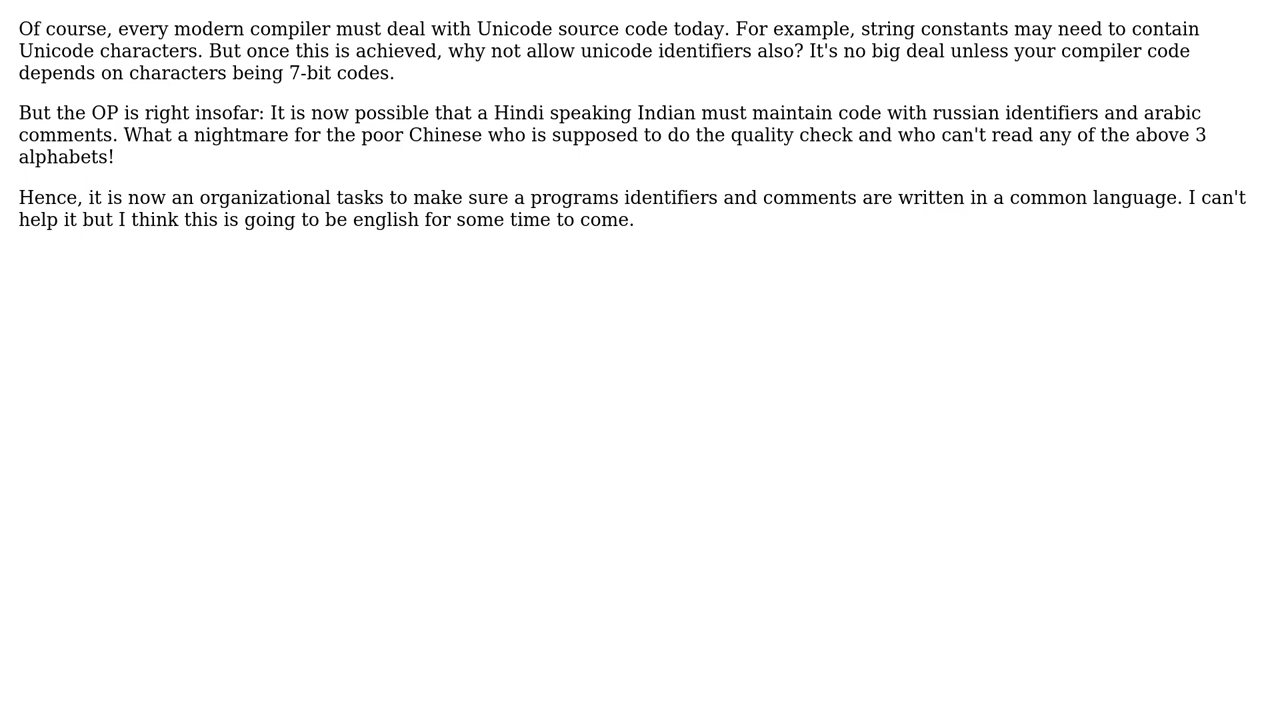 Of course, every modern compiler must deal with Unicode source code today. For example, string constants may need to contain
Unicode characters. But once this is achieved, why not allow unicode identifiers also? It's no big deal unless your compiler code
depends on characters being 7-bit codes.
But the OP is right insofar: It is now possible that a Hindi speaking Indian must maintain code with russian identifiers and arabic
comments. What a nightmare for the poor Chinese who is supposed to do the quality check and who can't read any of the above 3
alphabets!
Hence, it is now an organizational tasks to make sure a programs identifiers and comments are written in a common language. I can't
help it but I think this is going to be english for some time to come.